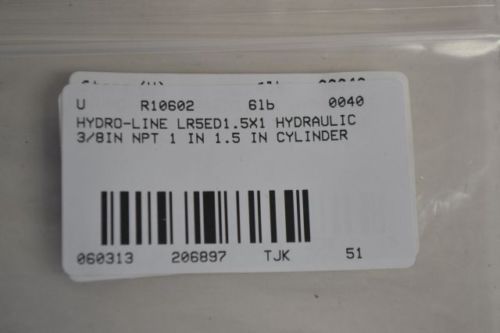 U R10602 6lb 0040
HYDRO-LINE LR5ED1.5X1 HYDRAULIC
3/8IN NPT 1 IN 1.5 IN CYLINDER
060313 206897 TJK 51